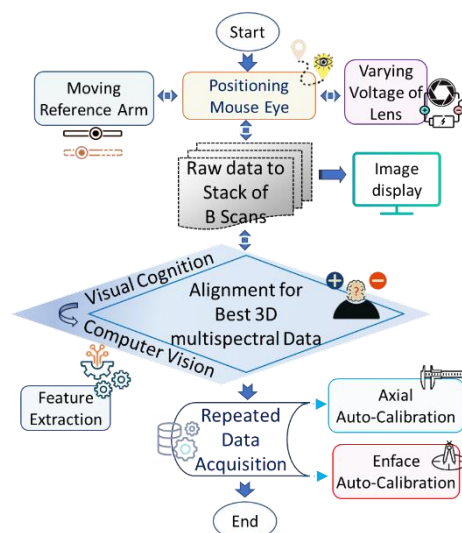 Start
Moving
Reference Arm
Positioning
Mouse Eye
Varying
Voltage of
Lens
Raw data to
Stack of
B Scans
Image
display
Visual Cognition
Computer Vision
Alignment for
Best 3D
multispectral Data
?
Feature
Extraction
Repeated
Data
Acquisition
Axial
Auto-Calibration
Enface
Auto-Calibration
End